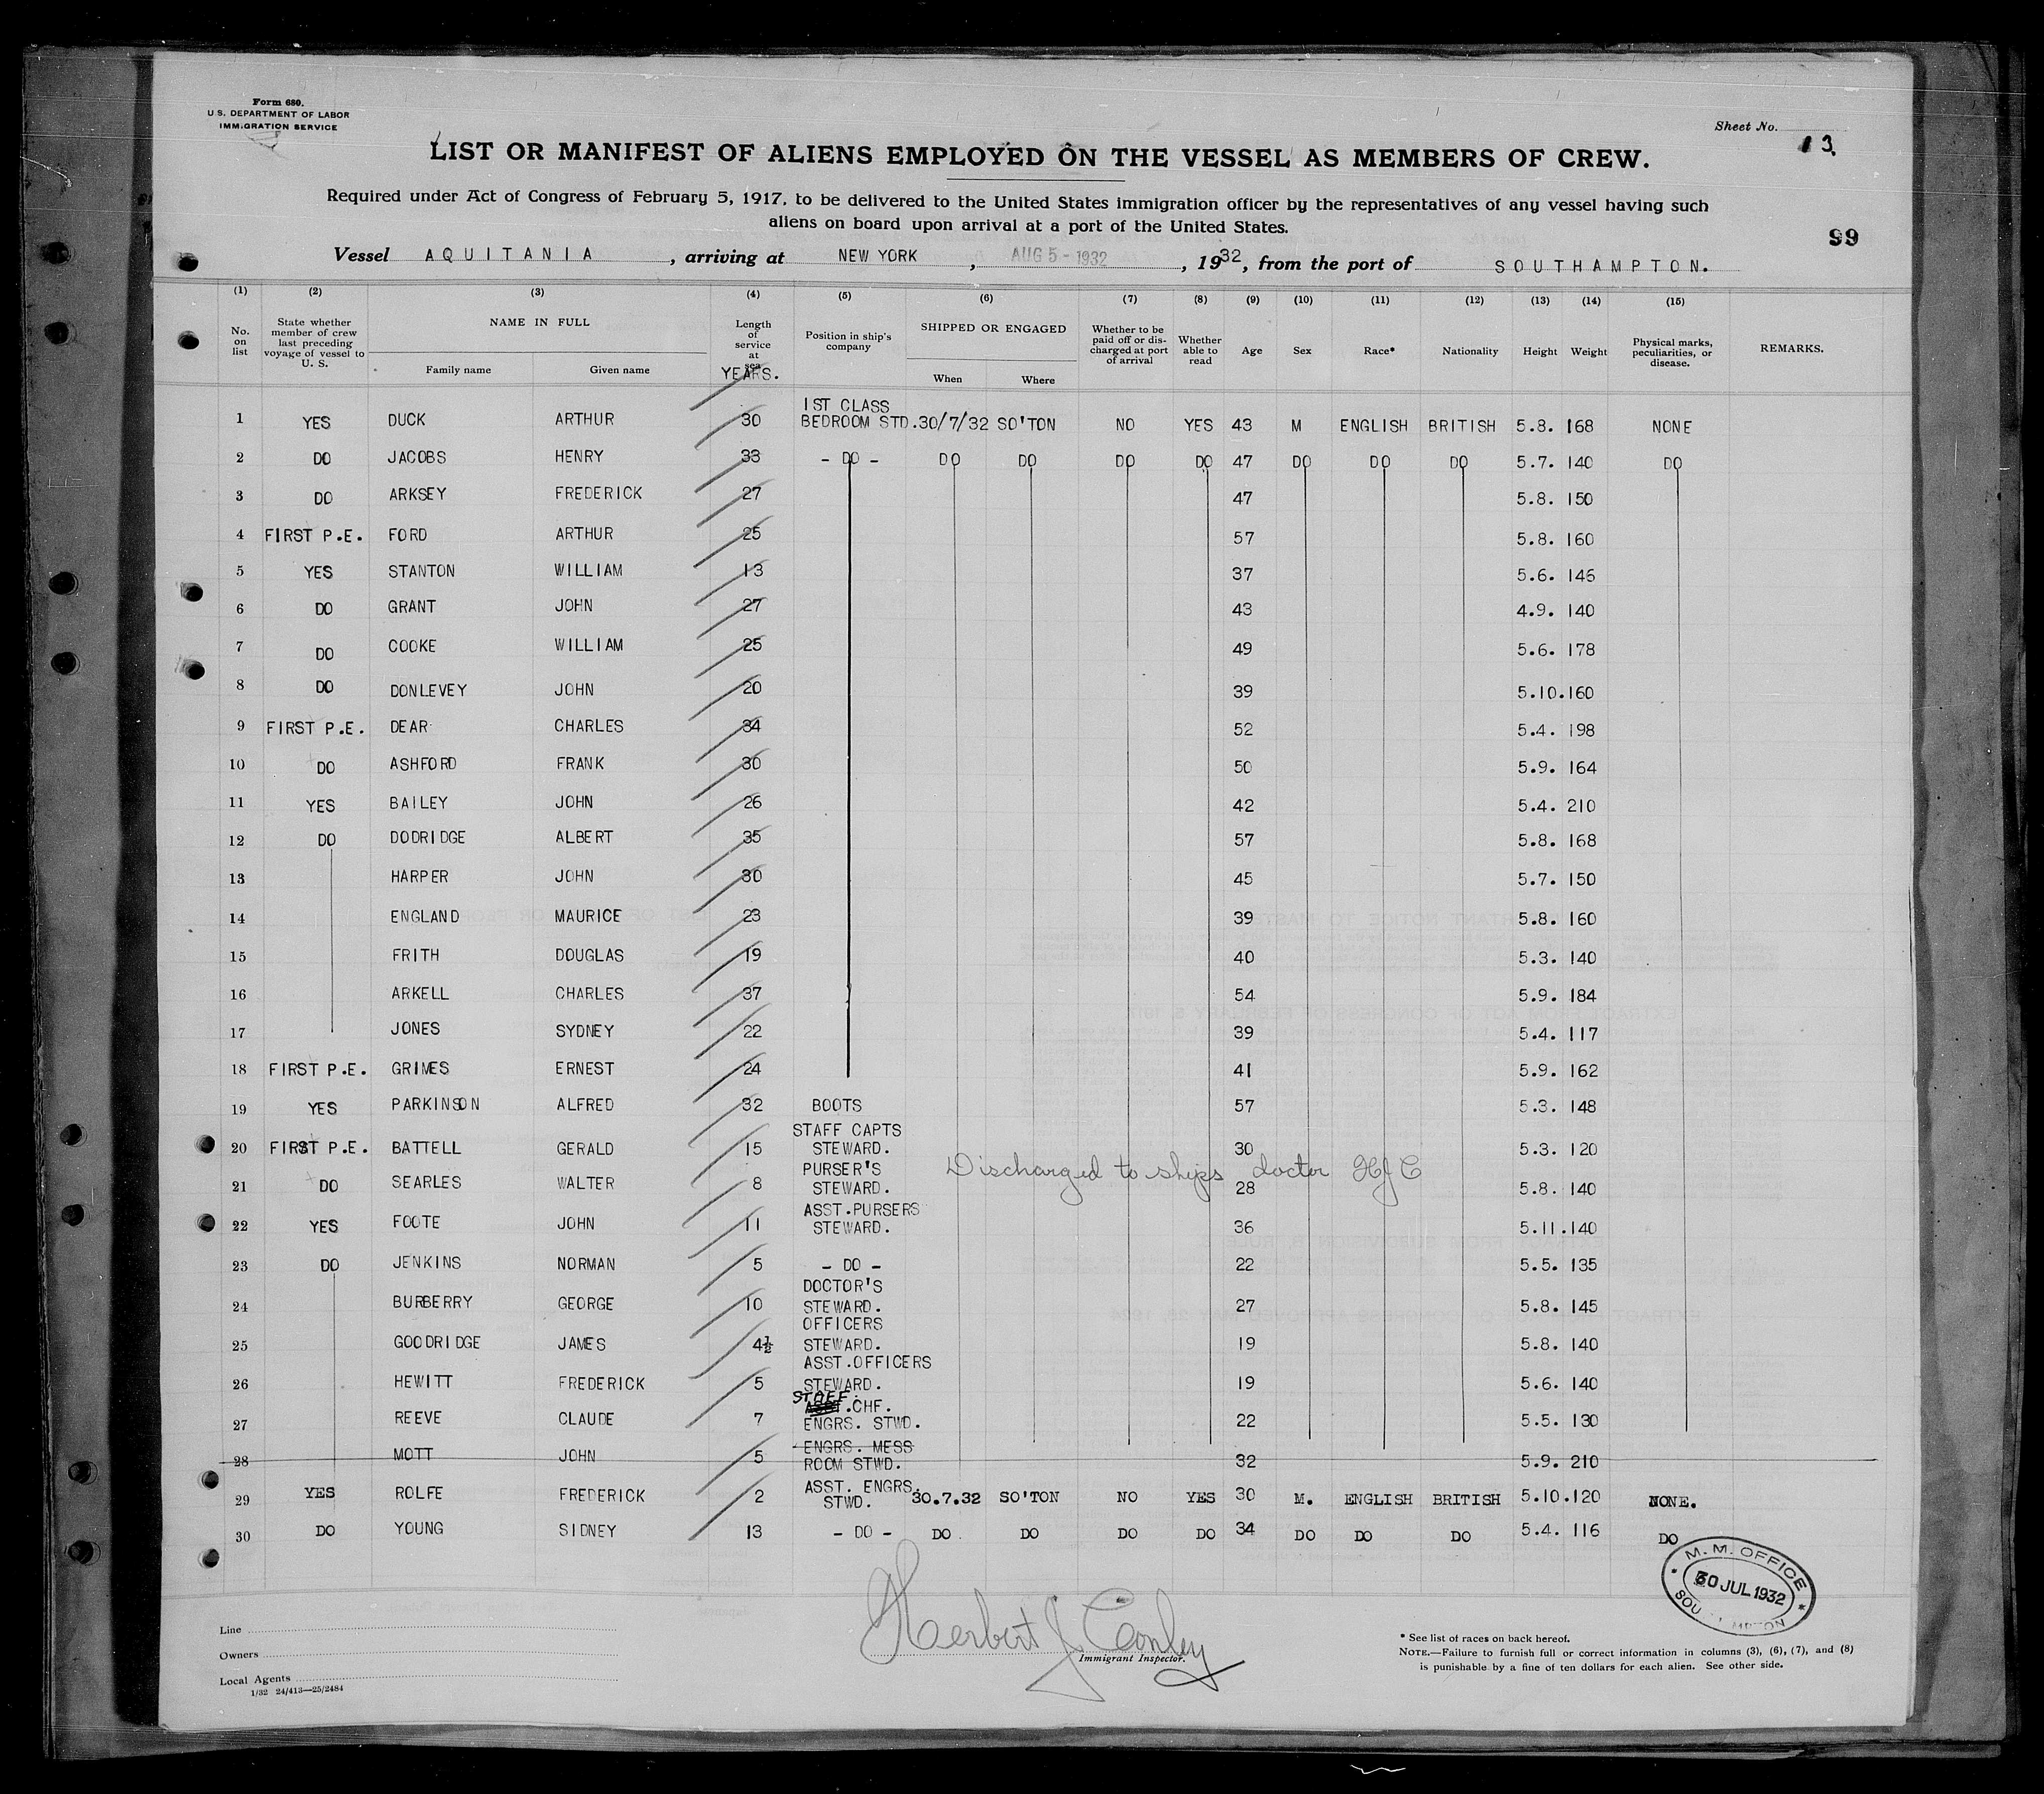 Form 680.
U.S. DEPARTMENT OF LABOR
IMMIGRATION SERVICE
Sheet No. 13.
LIST OR MANIFEST OF ALIENS EMPLOYED ON THE VESSEL AS MEMBERS OF CREW.
Required under Act of Congress of February 5, 1917, to be delivered to the United States immigration officer by the representatives of any vessel having such
aliens on board upon arrival at a port of the United States.
99
Vessel AQUITANIA, arriving at NEW YORK, AUG 5 - 1932, 1932, from the port of SOUTHAMPTON.
(1) (2) (3) (4) (5) (6) (7) (8) (9) (10) (11) (12) (13) (14) (15)
No. on list State whether member of crew last preceding voyage of vessel to U. S. NAME IN FULL Family name Given name Length of service at sea YEARS. Position in ship's company SHIPPED OR ENGAGED When Where Whether to be paid off or discharged at port of arrival Whether able to read Age Sex Race* Nationality Height Weight Physical marks, peculiarities, or disease. REMARKS.
1 YES DUCK ARTHUR 30 1ST CLASS BEDROOM STD. 30/7/32 SO'TON NO YES 43 M ENGLISH BRITISH 5.8. 168 NONE
2 DO JACOBS HENRY 33 - DO - DO DO DO DO 47 DO DO DO 5.7. 140 DO
3 DO ARKSEY FREDERICK 27 47 5.8. 150
4 FIRST P.E. FORD ARTHUR 25 57 5.8. 160
5 YES STANTON WILLIAM 13 37 5.6. 146
6 DO GRANT JOHN 27 43 4.9. 140
7 DO COOKE WILLIAM 25 49 5.6. 178
8 DO DONLEVEY JOHN 20 39 5.10. 160
9 FIRST P.E. DEAR CHARLES 34 52 5.4. 198
10 DO ASHFORD FRANK 30 50 5.9. 164
11 YES BAILEY JOHN 26 42 5.4. 210
12 DO DODRIDGE ALBERT 35 57 5.8. 168
13 HARPER JOHN 30 45 5.7. 150
14 ENGLAND MAURICE 23 39 5.8. 160
15 FRITH DOUGLAS 19 40 5.3. 140
16 ARKELL CHARLES 37 54 5.9. 184
17 JONES SYDNEY 22 39 5.4. 117
18 FIRST P.E. GRIMES ERNEST 24 41 5.9. 162
19 YES PARKINSON ALFRED 32 BOOTS 57 5.3. 148
20 FIRST P.E. BATTELL GERALD 15 STAFF CAPTS STEWARD. 30 5.3. 120
Discharged to ships doctor HJC
21 DO SEARLES WALTER 8 PURSER'S STEWARD. 28 5.8. 140
22 YES FOOTE JOHN 11 ASST.PURSERS STEWARD. 36 5.11. 140
23 DO JENKINS NORMAN 5 - DO - 22 5.5. 135
24 BURBERRY GEORGE 10 DOCTOR'S STEWARD. 27 5.8. 145
25 GOODRIDGE JAMES 4½ OFFICERS STEWARD. 19 5.8. 140
26 HEWITT FREDERICK 5 ASST.OFFICERS STEWARD. 19 5.6. 140
27 REEVE CLAUDE 7 STAFF. CHF. ENGRS. STWD. 22 5.5. 130
28 MOTT JOHN 5 ENGRS. MESS ROOM STWD. 32 5.9. 210
29 YES ROLFE FREDERICK 2 ASST. ENGRS. STWD. 30.7.32 SO'TON NO YES 30 M. ENGLISH BRITISH 5.10. 120 NONE.
30 DO YOUNG SIDNEY 13 - DO - DO DO DO DO 34 DO DO DO 5.4. 116 DO
M. M. OFFICE
30 JUL 1932
Line
Owners
Local Agents
1/32 24/413—25/2484
Herbert J Conley
Immigrant Inspector.
* See list of races on back hereof.
NOTE.—Failure to furnish full or correct information in columns (3), (6), (7), and (8)
is punishable by a fine of ten dollars for each alien. See other side.